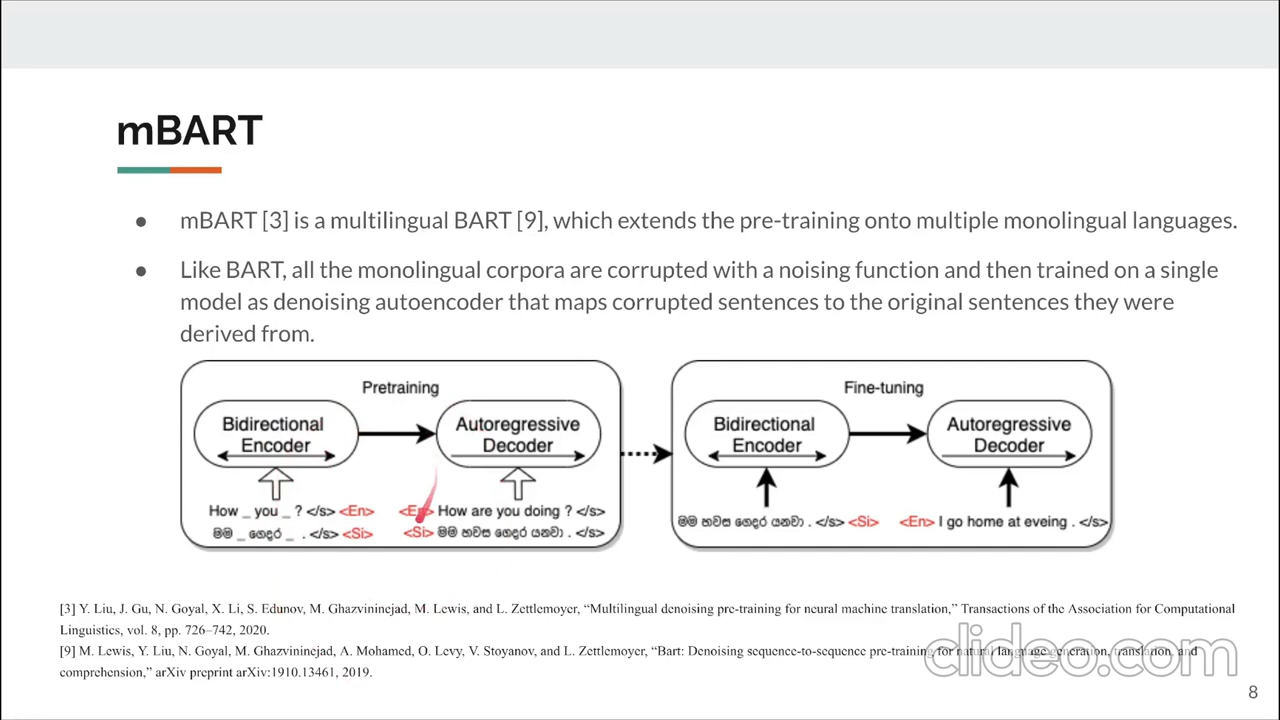 mBART
● mBART [3] is a multilingual BART [9], which extends the pre-training onto multiple monolingual languages.
● Like BART, all the monolingual corpora are corrupted with a noising function and then trained on a single
model as denoising autoencoder that maps corrupted sentences to the original sentences they were
derived from.
Pretraining
Bidirectional
Encoder
Autoregressive
Decoder
How _ you _ ? </s> <En>
මම _ ගෙදර _ . </s> <Si>
<En> How are you doing ? </s>
<Si> මම හවස ගෙදර යනවා . </s>
Fine-tuning
Bidirectional
Encoder
Autoregressive
Decoder
මම හවස ගෙදර යනවා . </s> <Si>
<En> I go home at eveing . </s>
[3] Y. Liu, J. Gu, N. Goyal, X. Li, S. Edunov, M. Ghazvininejad, M. Lewis, and L. Zettlemoyer, “Multilingual denoising pre-training for neural machine translation,” Transactions of the Association for Computational
Linguistics, vol. 8, pp. 726–742, 2020.
[9] M. Lewis, Y. Liu, N. Goyal, M. Ghazvininejad, A. Mohamed, O. Levy, V. Stoyanov, and L. Zettlemoyer, “Bart: Denoising sequence-to-sequence pre-training for natural language generation, translation, and
comprehension,” arXiv preprint arXiv:1910.13461, 2019.
clideo.com
8